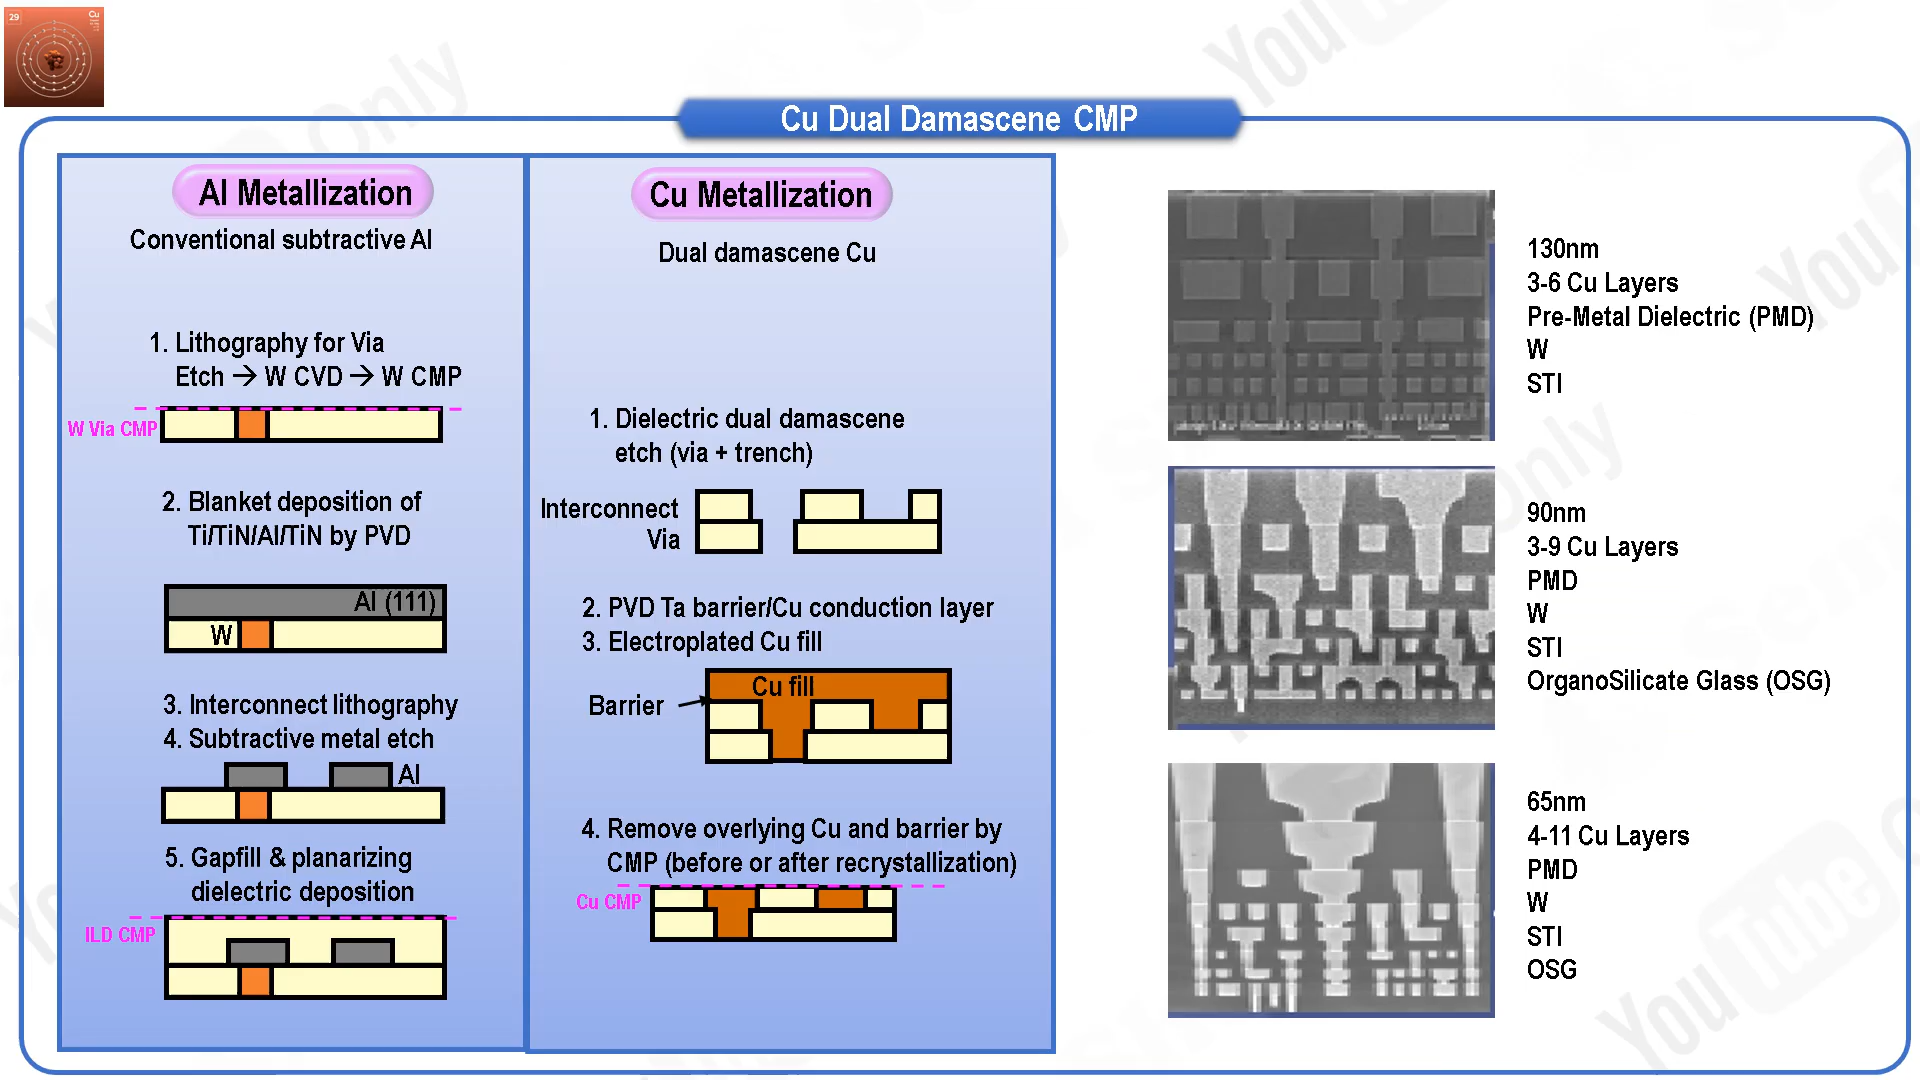 29
Cu
Cu Dual Damascene CMP
Al Metallization
Conventional subtractive Al
1. Lithography for Via
Etch → W CVD → W CMP
W Via CMP
2. Blanket deposition of
Ti/TiN/Al/TiN by PVD
Al (111)
W
3. Interconnect lithography
4. Subtractive metal etch
Al
5. Gapfill & planarizing
dielectric deposition
ILD CMP
Cu Metallization
Dual damascene Cu
1. Dielectric dual damascene
etch (via + trench)
Interconnect
Via
2. PVD Ta barrier/Cu conduction layer
3. Electroplated Cu fill
Cu fill
Barrier
4. Remove overlying Cu and barrier by
CMP (before or after recrystallization)
Cu CMP
130nm
3-6 Cu Layers
Pre-Metal Dielectric (PMD)
W
STI
90nm
3-9 Cu Layers
PMD
W
STI
OrganoSilicate Glass (OSG)
65nm
4-11 Cu Layers
PMD
W
STI
OSG
Only
YouTube